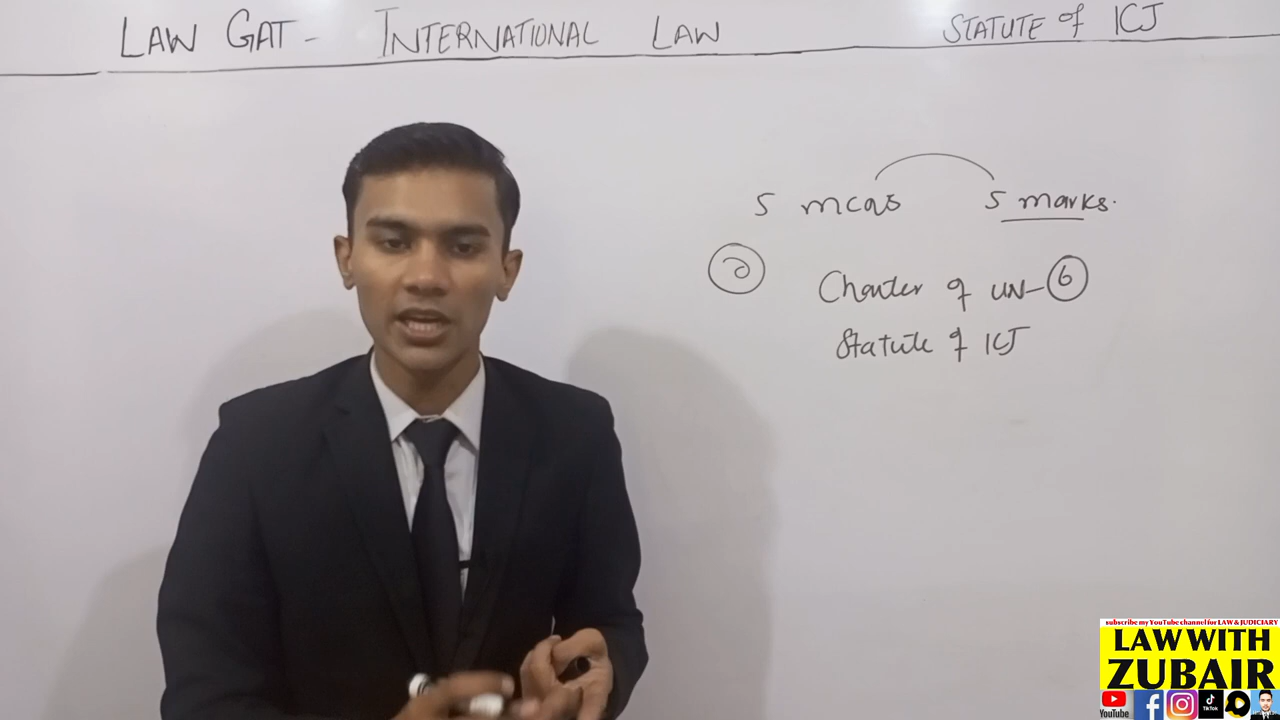 LAW GAT - INTERNATIONAL LAW STATUTE of ICJ
5 mcqs 5 marks.
Charter of UN - 6
Statute of ICJ
subscribe my YouTube channel for LAW & JUDICIARY
LAW WITH
ZUBAIR
YouTube
TikTok